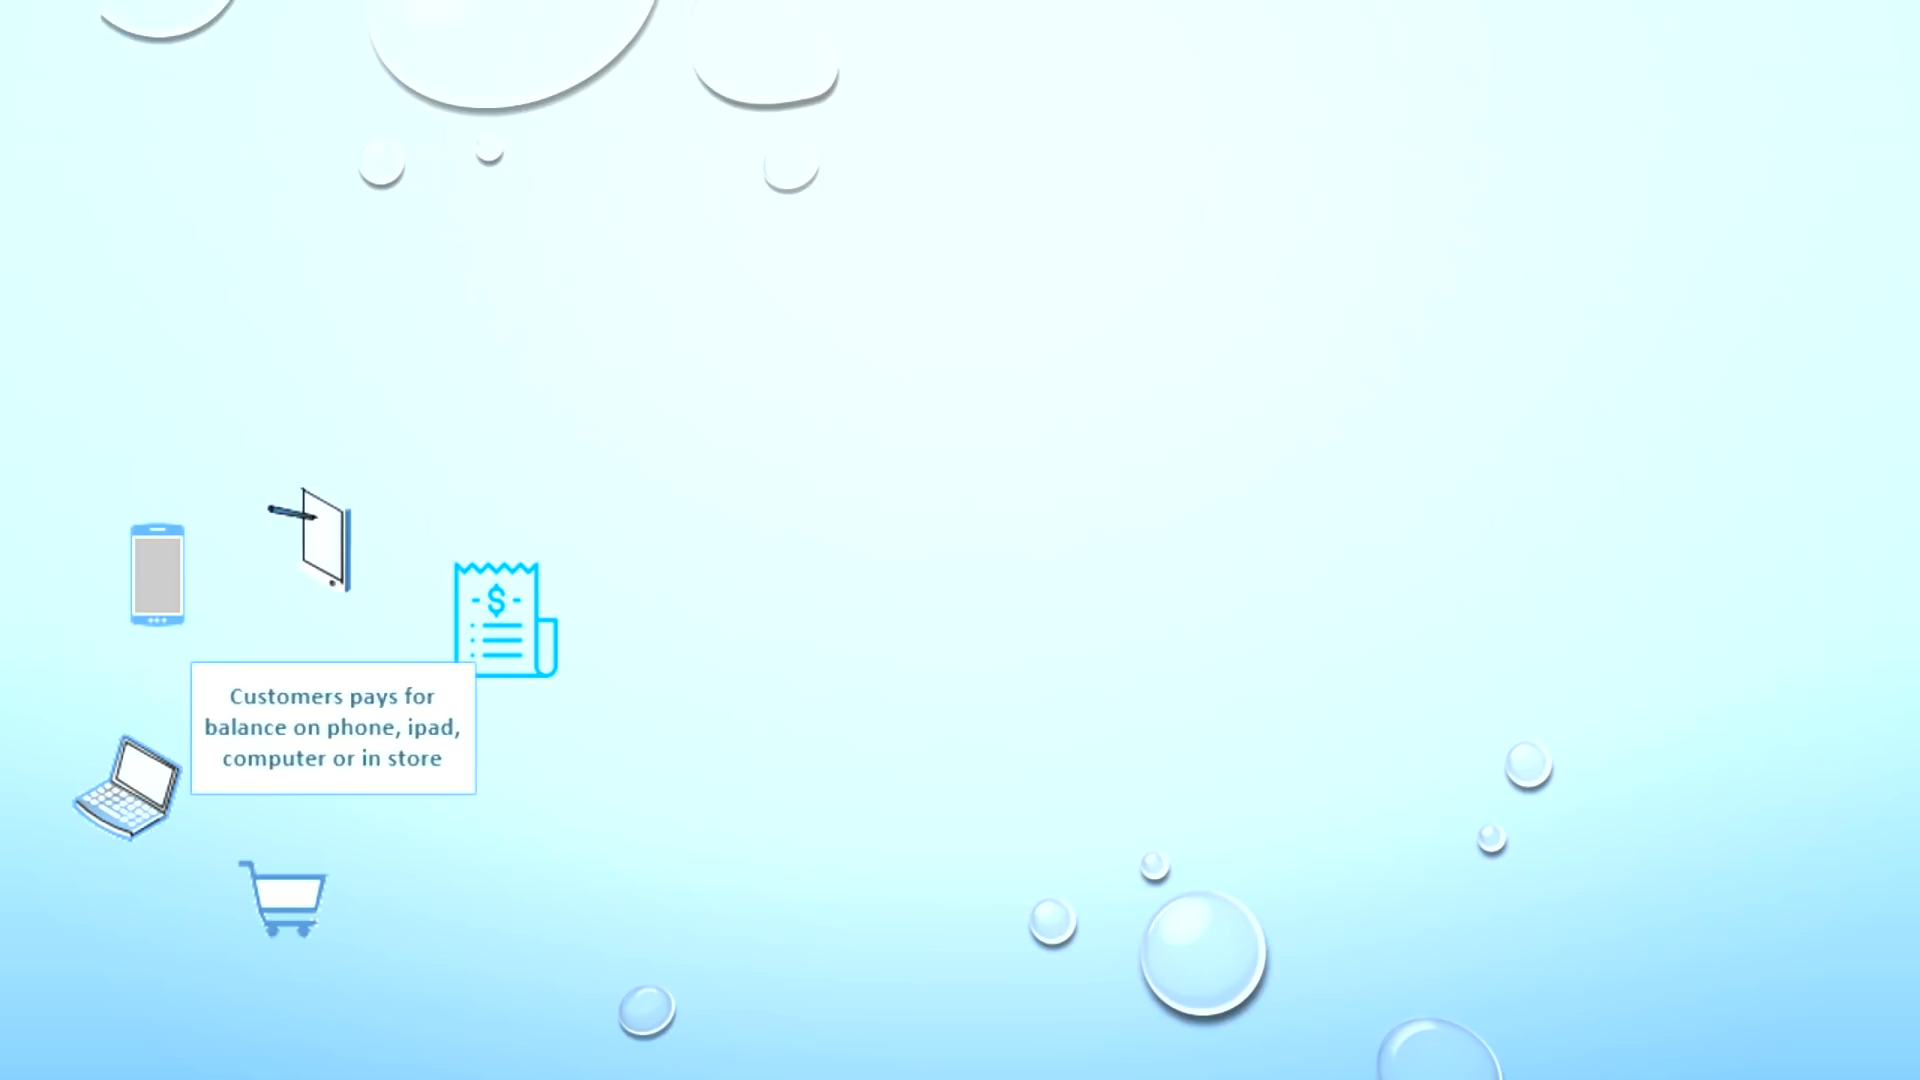 $
Customers pays for
balance on phone, ipad,
computer or in store